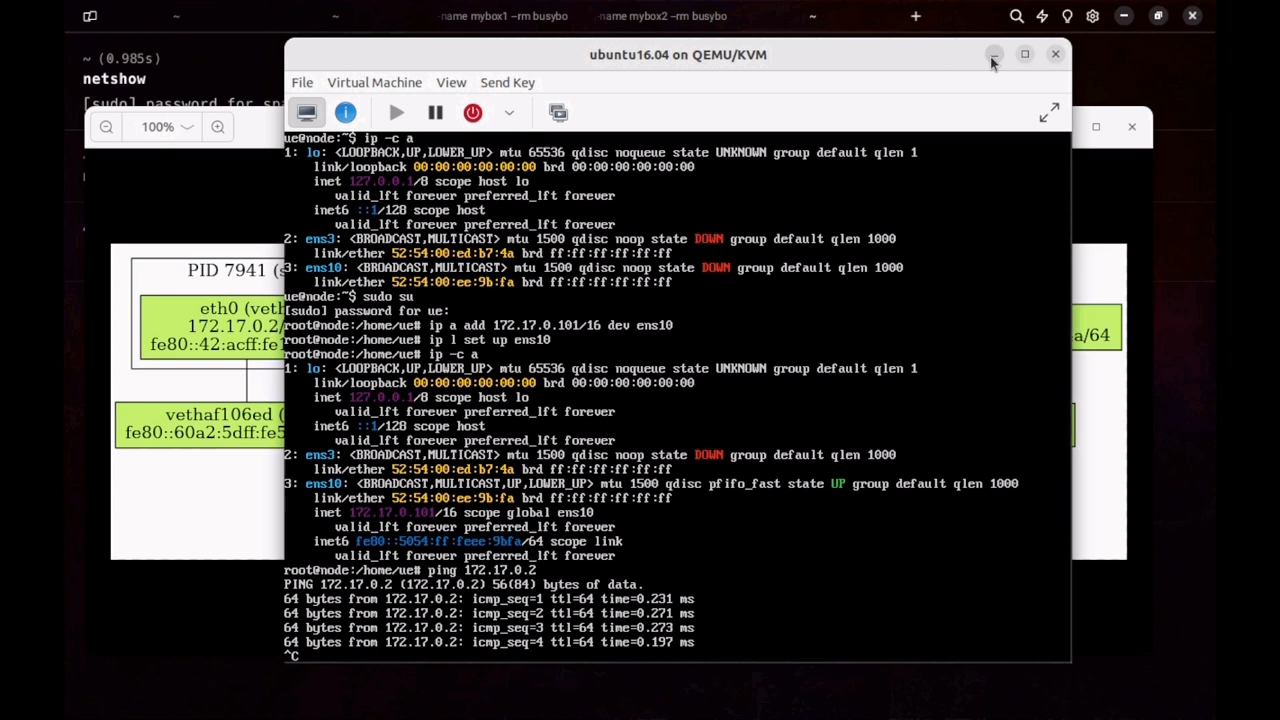 ~
~
-name mybox1 --rm busybo
-name mybox2 --rm busybo
~
~ (0.985s)
netshow
[sudo] password for
ubuntu16.04 on QEMU/KVM
File Virtual Machine View Send Key
100%
ue@node:~$ ip -c a
1: lo: <LOOPBACK,UP,LOWER_UP> mtu 65536 qdisc noqueue state UNKNOWN group default qlen 1
link/loopback 00:00:00:00:00:00 brd 00:00:00:00:00:00
inet 127.0.0.1/8 scope host lo
valid_lft forever preferred_lft forever
inet6 ::1/128 scope host
valid_lft forever preferred_lft forever
2: ens3: <BROADCAST,MULTICAST> mtu 1500 qdisc noop state DOWN group default qlen 1000
link/ether 52:54:00:ed:b7:4a brd ff:ff:ff:ff:ff:ff
3: ens10: <BROADCAST,MULTICAST> mtu 1500 qdisc noop state DOWN group default qlen 1000
link/ether 52:54:00:ee:9b:fa brd ff:ff:ff:ff:ff:ff
ue@node:~$ sudo su
[sudo] password for ue:
root@node:/home/ue# ip a add 172.17.0.101/16 dev ens10
root@node:/home/ue# ip l set up ens10
root@node:/home/ue# ip -c a
1: lo: <LOOPBACK,UP,LOWER_UP> mtu 65536 qdisc noqueue state UNKNOWN group default qlen 1
link/loopback 00:00:00:00:00:00 brd 00:00:00:00:00:00
inet 127.0.0.1/8 scope host lo
valid_lft forever preferred_lft forever
inet6 ::1/128 scope host
valid_lft forever preferred_lft forever
2: ens3: <BROADCAST,MULTICAST> mtu 1500 qdisc noop state DOWN group default qlen 1000
link/ether 52:54:00:ed:b7:4a brd ff:ff:ff:ff:ff:ff
3: ens10: <BROADCAST,MULTICAST,UP,LOWER_UP> mtu 1500 qdisc pfifo_fast state UP group default qlen 1000
link/ether 52:54:00:ee:9b:fa brd ff:ff:ff:ff:ff:ff
inet 172.17.0.101/16 scope global ens10
valid_lft forever preferred_lft forever
inet6 fe80::5054:ff:feee:9bfa/64 scope link
valid_lft forever preferred_lft forever
root@node:/home/ue# ping 172.17.0.2
PING 172.17.0.2 (172.17.0.2) 56(84) bytes of data.
64 bytes from 172.17.0.2: icmp_seq=1 ttl=64 time=0.231 ms
64 bytes from 172.17.0.2: icmp_seq=2 ttl=64 time=0.271 ms
64 bytes from 172.17.0.2: icmp_seq=3 ttl=64 time=0.273 ms
64 bytes from 172.17.0.2: icmp_seq=4 ttl=64 time=0.197 ms
^C
PID 7941 (s
eth0 (veth
172.17.0.2/
fe80::42:acff:fe1
vethaf106ed (
fe80::60a2:5dff:fe5
a/64